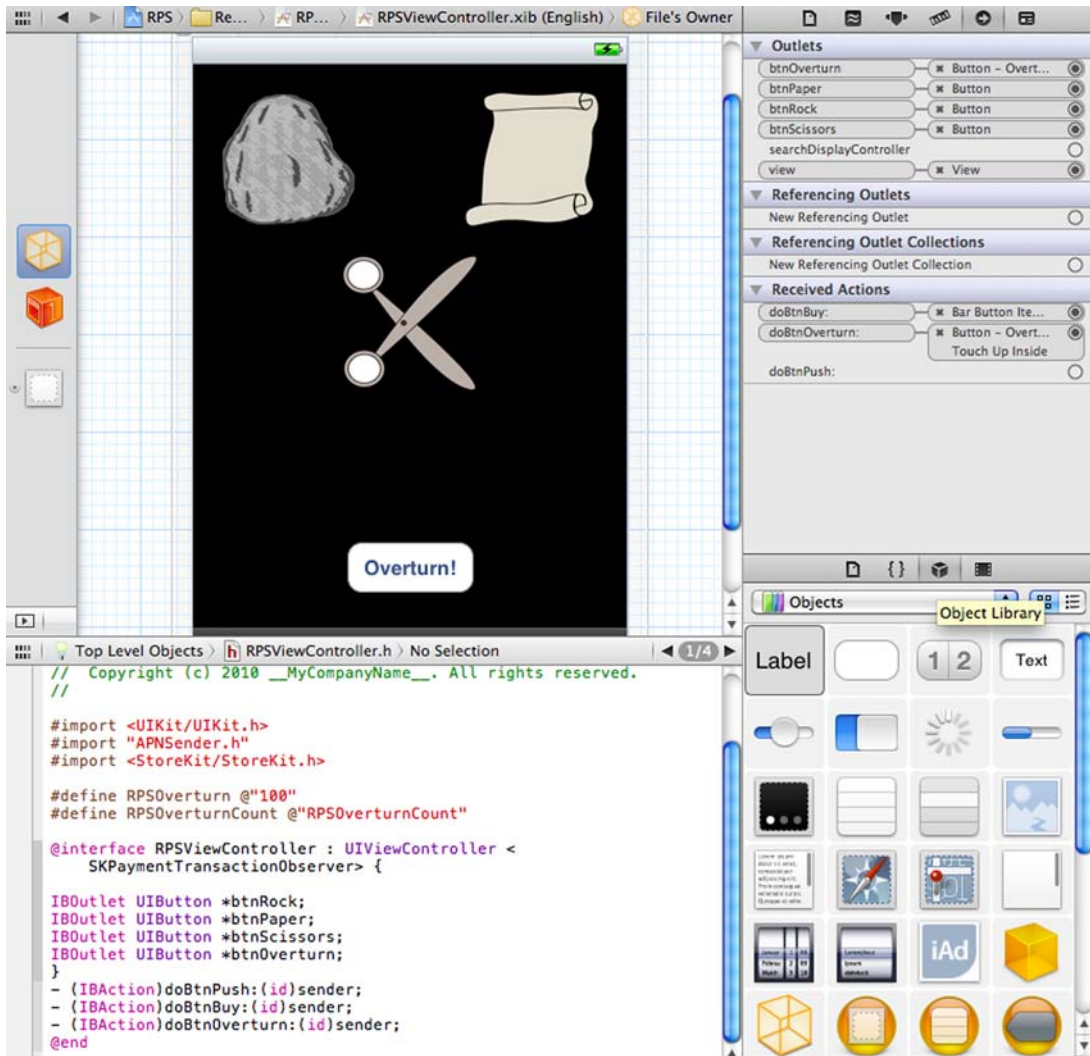 RPS
Re...
RP...
RPSViewController.xib (English)
File's Owner
Overturn!
Outlets
btnOverturn
Button – Overt...
btnPaper
Button
btnRock
Button
btnScissors
Button
searchDisplayController
view
View
Referencing Outlets
New Referencing Outlet
Referencing Outlet Collections
New Referencing Outlet Collection
Received Actions
doBtnBuy:
Bar Button Ite...
doBtnOverturn:
Button – Overt...
Touch Up Inside
doBtnPush:
Objects
Object Library
Label
1 2
Text
iAd
Top Level Objects
h RPSViewController.h
No Selection
1/4
// Copyright (c) 2010 __MyCompanyName__. All rights reserved.
//
#import <UIKit/UIKit.h>
#import "APNSender.h"
#import <StoreKit/StoreKit.h>
#define RPSOverturn @"100"
#define RPSOverturnCount @"RPSOverturnCount"
@interface RPSViewController : UIViewController <
SKPaymentTransactionObserver> {
IBOutlet UIButton *btnRock;
IBOutlet UIButton *btnPaper;
IBOutlet UIButton *btnScissors;
IBOutlet UIButton *btnOverturn;
}
- (IBAction)doBtnPush:(id)sender;
- (IBAction)doBtnBuy:(id)sender;
- (IBAction)doBtnOverturn:(id)sender;
@end